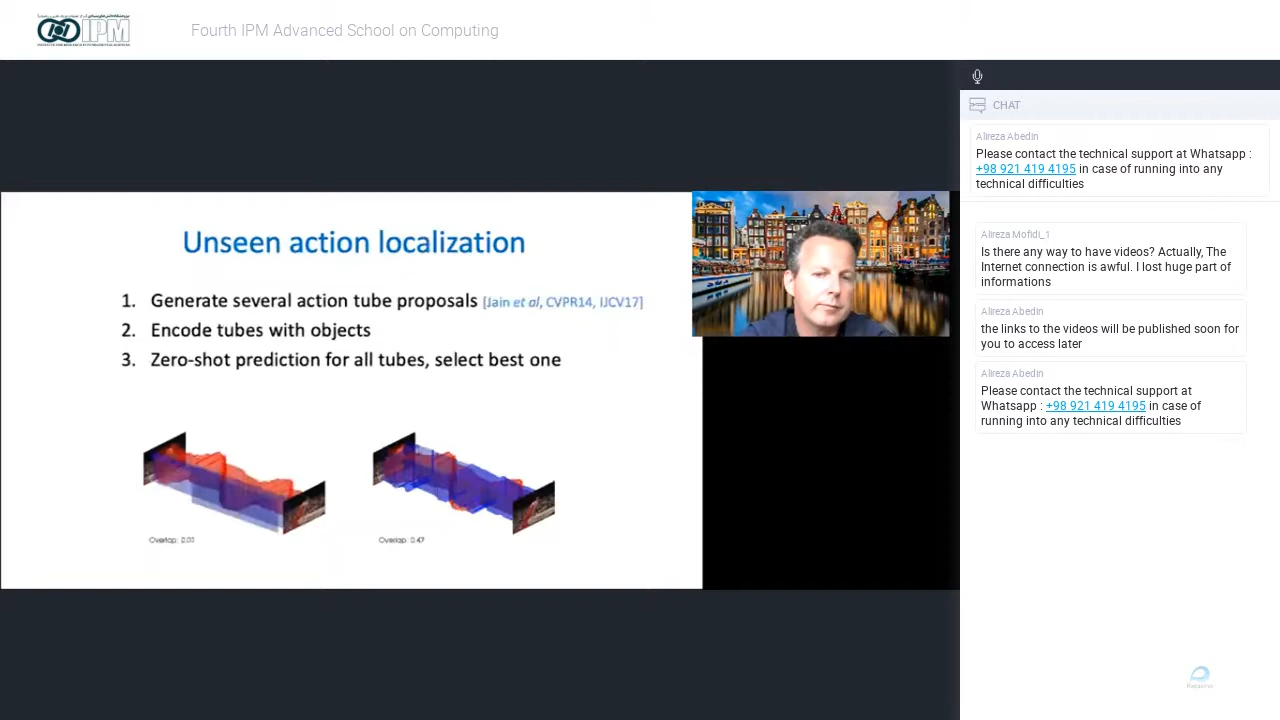 IPM
Fourth IPM Advanced School on Computing
CHAT
Alireza Abedin
Please contact the technical support at Whatsapp :
+98 921 419 4195 in case of running into any
technical difficulties
Alireza Mofidi_1
Is there any way to have videos? Actually, The
Internet connection is awful. I lost huge part of
informations
Alireza Abedin
the links to the videos will be published soon for
you to access later
Alireza Abedin
Please contact the technical support at
Whatsapp : +98 921 419 4195 in case of
running into any technical difficulties
Unseen action localization
1. Generate several action tube proposals [Jain et al, CVPR14, IJCV17]
2. Encode tubes with objects
3. Zero-shot prediction for all tubes, select best one
Overlap:
Overlap: 0.47